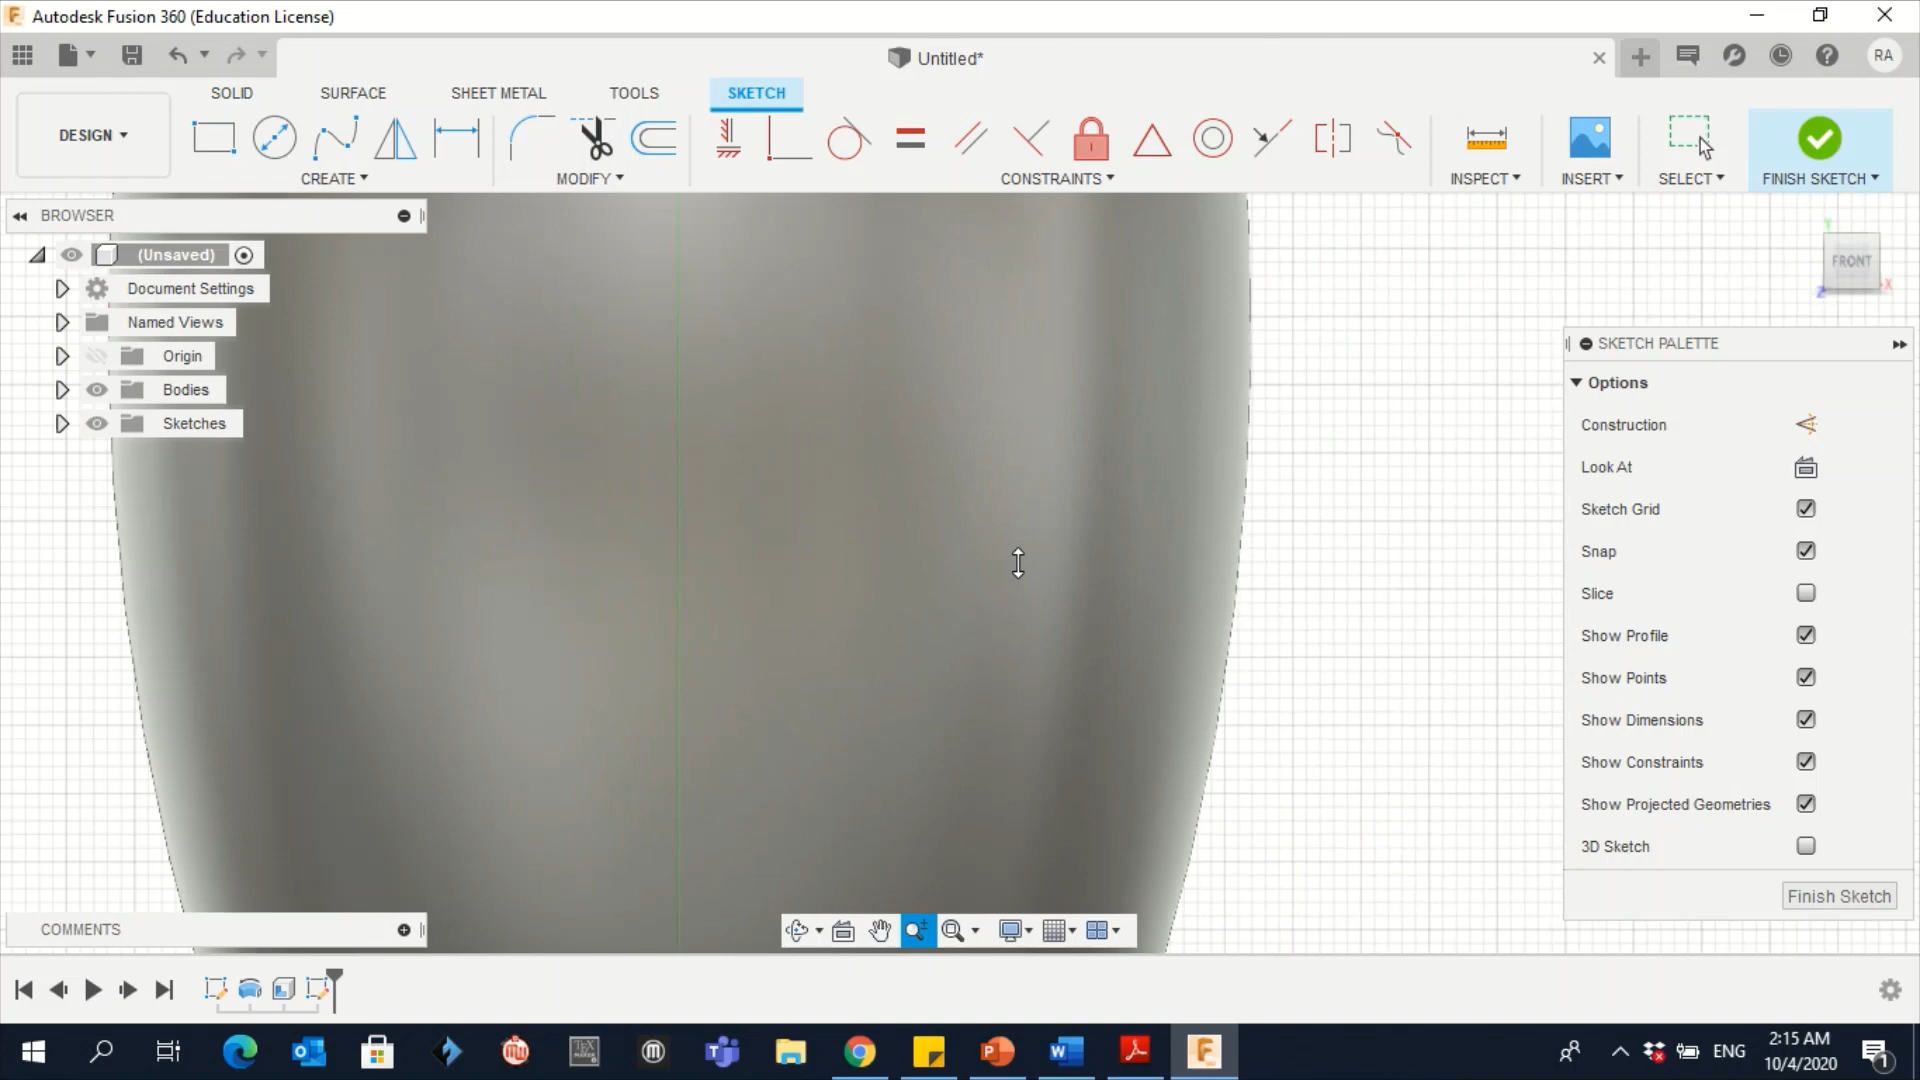 Autodesk Fusion 360 (Education License)
Untitled*
RA
SOLID SURFACE SHEET METAL TOOLS SKETCH
DESIGN
CREATE MODIFY CONSTRAINTS INSPECT INSERT SELECT FINISH SKETCH
BROWSER
(Unsaved)
Document Settings
Named Views
Origin
Bodies
Sketches
FRONT
Y
X
Z
SKETCH PALETTE
Options
Construction
Look At
Sketch Grid
Snap
Slice
Show Profile
Show Points
Show Dimensions
Show Constraints
Show Projected Geometries
3D Sketch
Finish Sketch
COMMENTS
ENG
2:15 AM
10/4/2020
1